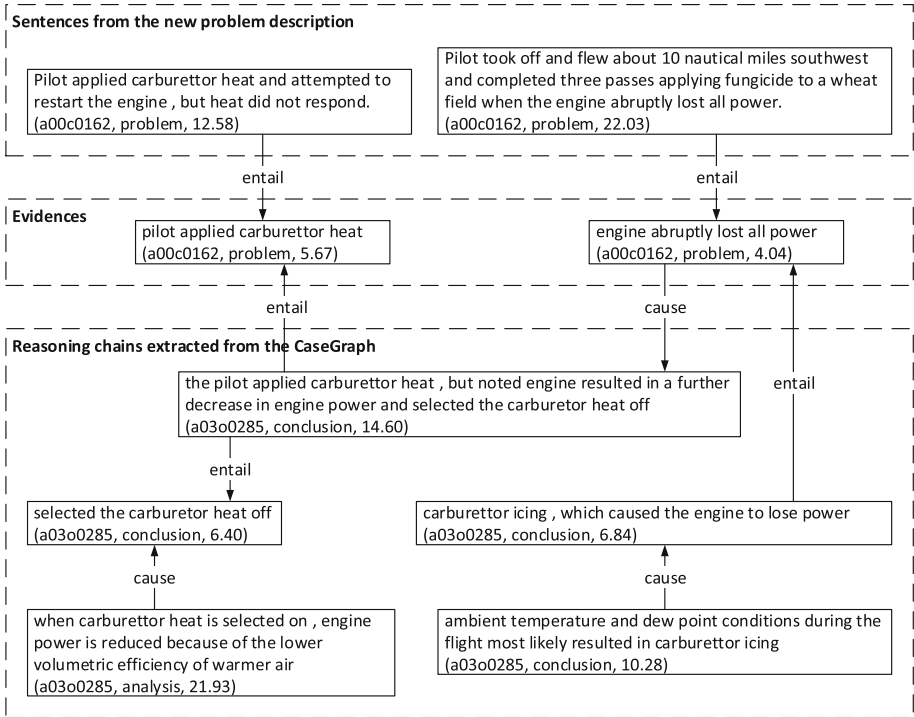 Sentences from the new problem description
Pilot applied carburettor heat and attempted to
restart the engine , but heat did not respond.
(a00c0162, problem, 12.58)
Pilot took off and flew about 10 nautical miles southwest
and completed three passes applying fungicide to a wheat
field when the engine abruptly lost all power.
(a00c0162, problem, 22.03)
entail
entail
Evidences
pilot applied carburettor heat
(a00c0162, problem, 5.67)
engine abruptly lost all power
(a00c0162, problem, 4.04)
entail
cause
Reasoning chains extracted from the CaseGraph
the pilot applied carburettor heat , but noted engine resulted in a further
decrease in engine power and selected the carburetor heat off
(a03o0285, conclusion, 14.60)
entail
entail
selected the carburetor heat off
(a03o0285, conclusion, 6.40)
carburettor icing , which caused the engine to lose power
(a03o0285, conclusion, 6.84)
cause
cause
when carburettor heat is selected on , engine
power is reduced because of the lower
volumetric efficiency of warmer air
(a03o0285, analysis, 21.93)
ambient temperature and dew point conditions during the
flight most likely resulted in carburettor icing
(a03o0285, conclusion, 10.28)